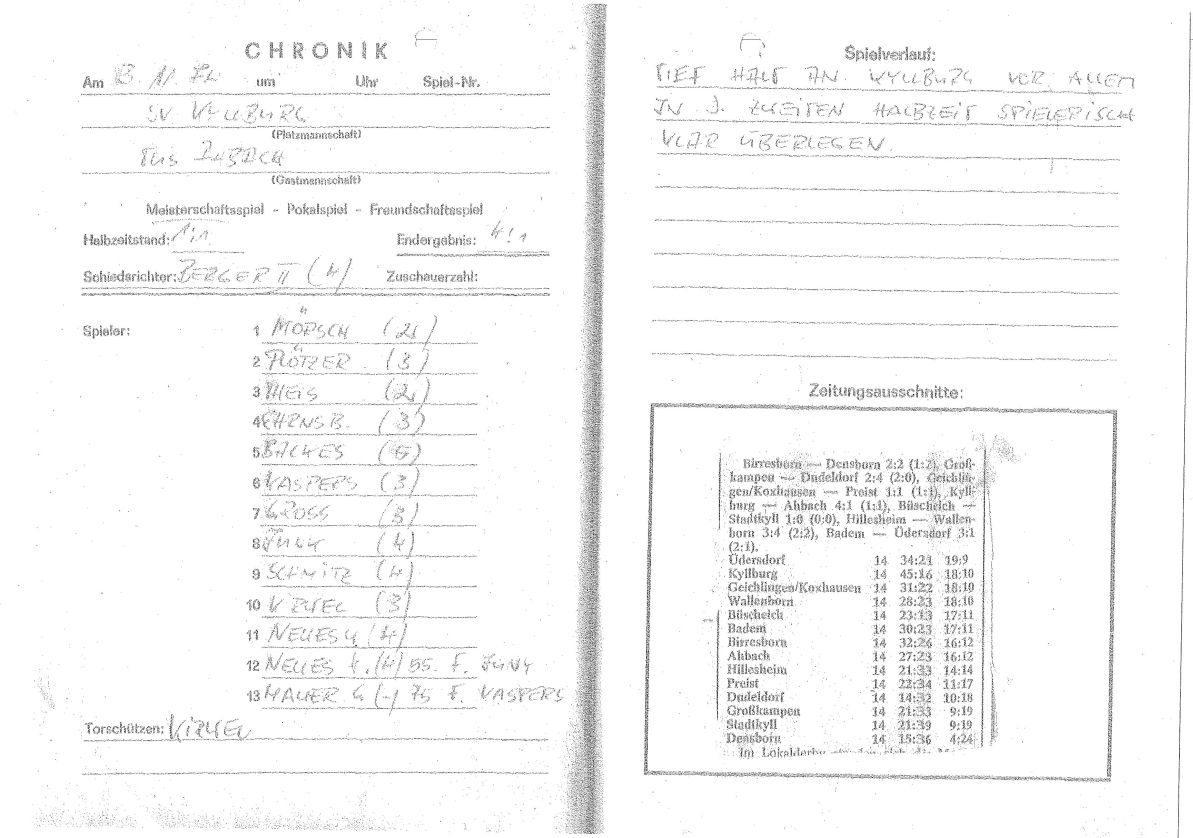 CHRONIK
Am 11. um Uhr Spiel-Nr.
SV KYLLBURG
(Platzmannschaft)
TUS AHBACH
(Gastmannschaft)
Meisterschaftsspiel - Pokalspiel - Freundschaftsspiel
Halbzeitstand: 1:1 Endergebnis: 4:1
Schiedsrichter: BERGER II (4) Zuschauerzahl:
Spieler: 1 MÖRSCH (2)
2 PLÖTZER (3)
3 THEIS (2)
4 EHRNSB. (3)
5 BACKES (5)
6 KASPERS (3)
7 GROSS (3)
8 JUNY (4)
9 SCHMITZ (4)
10 KIRWEL (3)
11 NELLES G (4)
12 NELLES H. (4) 55. F. JUNY
13 MAUER G (-) 75 F. KASPERS
Torschützen: KIRWEL
Spielverlauf:
TIEF HALF AN. KYLLBURG VOR ALLEM
IN D. ZWEITEN HALBZEIT SPIELERISCH
KLAR ÜBERLEGEN.
Zeitungsausschnitte:
Birresborn — Densborn 2:2 (1:2), Groß-
kampen — Dudeldorf 2:4 (2:0), Geichlin-
gen/Koxhausen — Preist 1:1 (1:1), Kyll-
burg — Ahbach 4:1 (1:1), Büscheich —
Stadtkyll 1:0 (0:0), Hillesheim — Wallen-
born 3:4 (2:2), Badem — Üdersdorf 3:1
(2:1).
Üdersdorf 14 34:21 19:9
Kyllburg 14 45:16 18:10
Geichlingen/Koxhausen 14 31:22 18:10
Wallenborn 14 28:23 18:10
Büscheich 14 23:13 17:11
Badem 14 30:23 17:11
Birresborn 14 32:26 16:12
Ahbach 14 27:23 16:12
Hillesheim 14 21:33 14:14
Preist 14 22:34 11:17
Dudeldorf 14 14:32 10:18
Großkampen 14 21:33 9:19
Stadtkyll 14 21:39 9:19
Densborn 14 15:36 4:24
Im Lokalderby